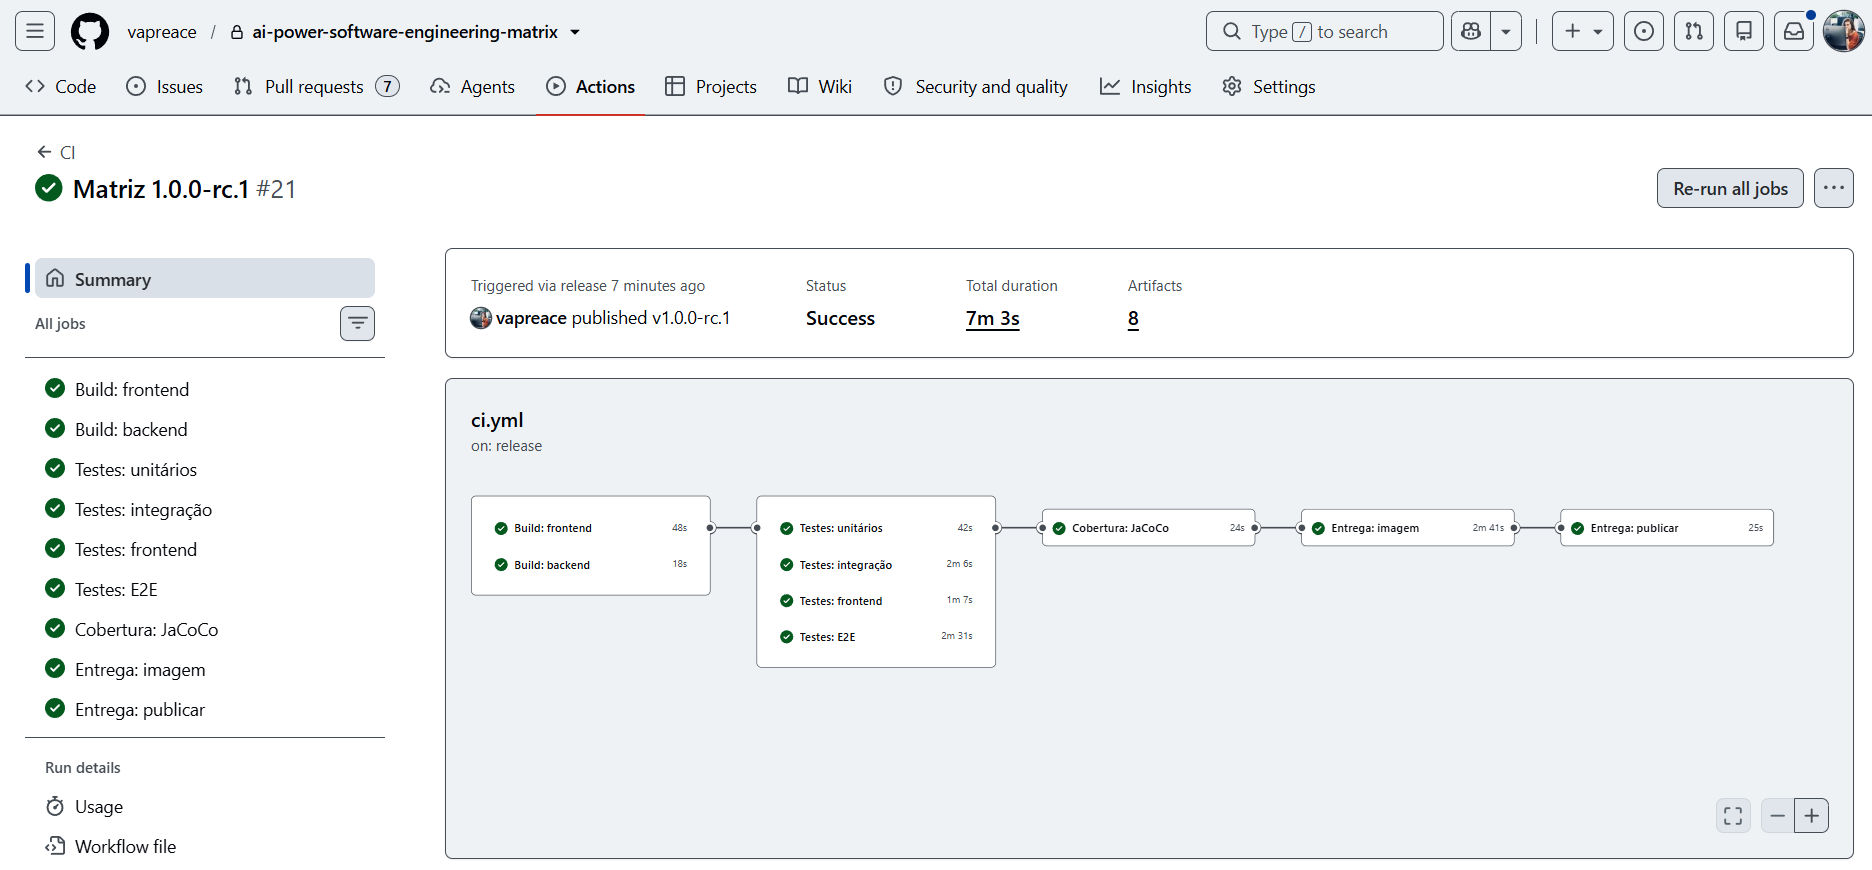 vapreace / ai-power-software-engineering-matrix
Type / to search
Code Issues Pull requests 7 Agents Actions Projects Wiki Security and quality Insights Settings
CI
Matriz 1.0.0-rc.1 #21
Re-run all jobs
Summary
All jobs
Build: frontend
Build: backend
Testes: unitários
Testes: integração
Testes: frontend
Testes: E2E
Cobertura: JaCoCo
Entrega: imagem
Entrega: publicar
Run details
Usage
Workflow file
Triggered via release 7 minutes ago
vapreace published v1.0.0-rc.1
Status
Success
Total duration
7m 3s
Artifacts
8
ci.yml
on: release
Build: frontend 48s
Build: backend 18s
Testes: unitários 42s
Testes: integração 2m 6s
Testes: frontend 1m 7s
Testes: E2E 2m 31s
Cobertura: JaCoCo 24s
Entrega: imagem 2m 41s
Entrega: publicar 25s